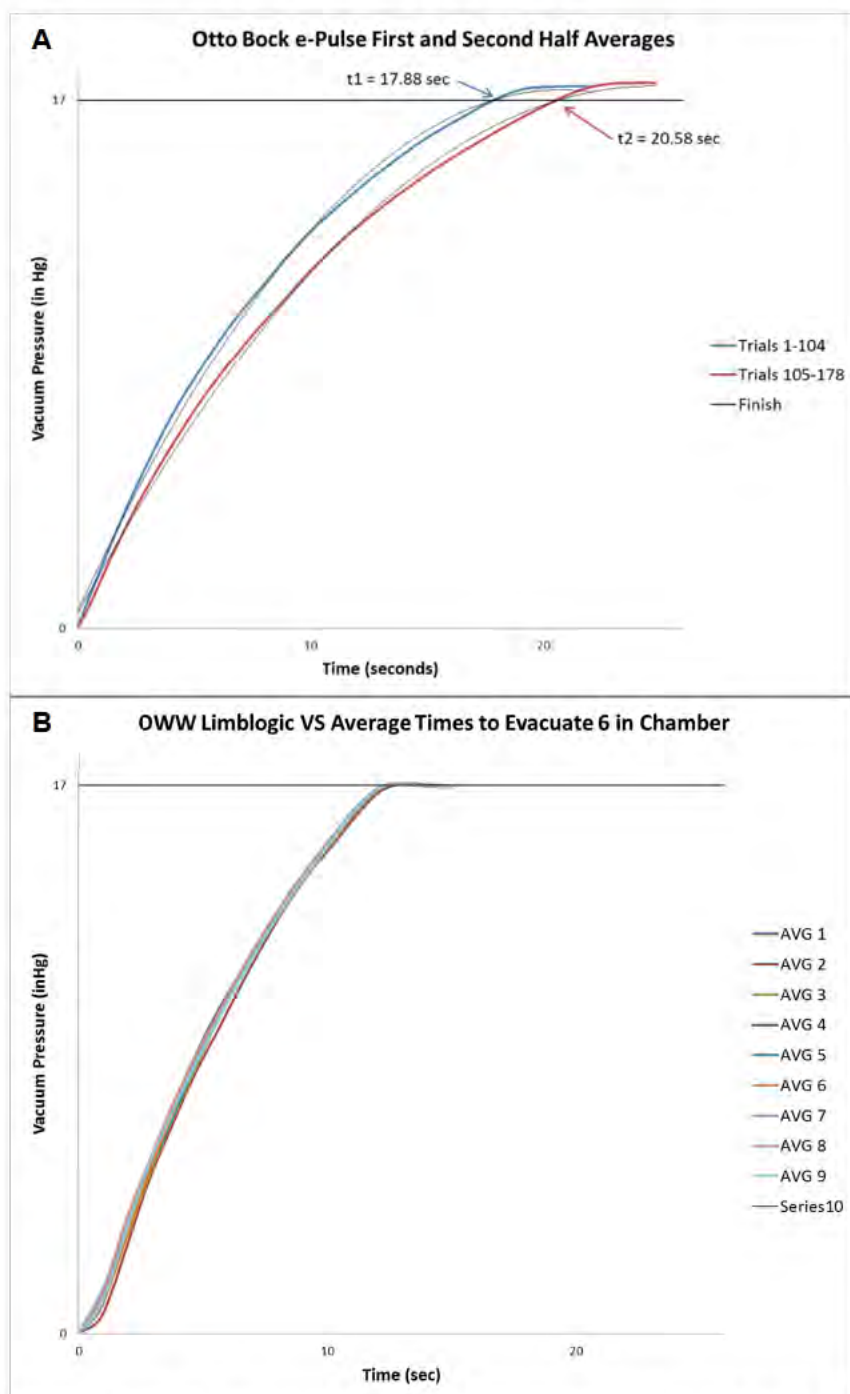 A
Otto Bock e-Pulse First and Second Half Averages
t1 = 17.88 sec
17
t2 = 20.58 sec
Vacuum Pressure (in Hg)
Trials 1-104
Trials 105-178
Finish
0
0
10
20
Time (seconds)
B
OWW Limblogic VS Average Times to Evacuate 6 in Chamber
17
Vacuum Pressure (inHg)
AVG 1
AVG 2
AVG 3
AVG 4
AVG 5
AVG 6
AVG 7
AVG 8
AVG 9
Series10
0
0
10
20
Time (sec)